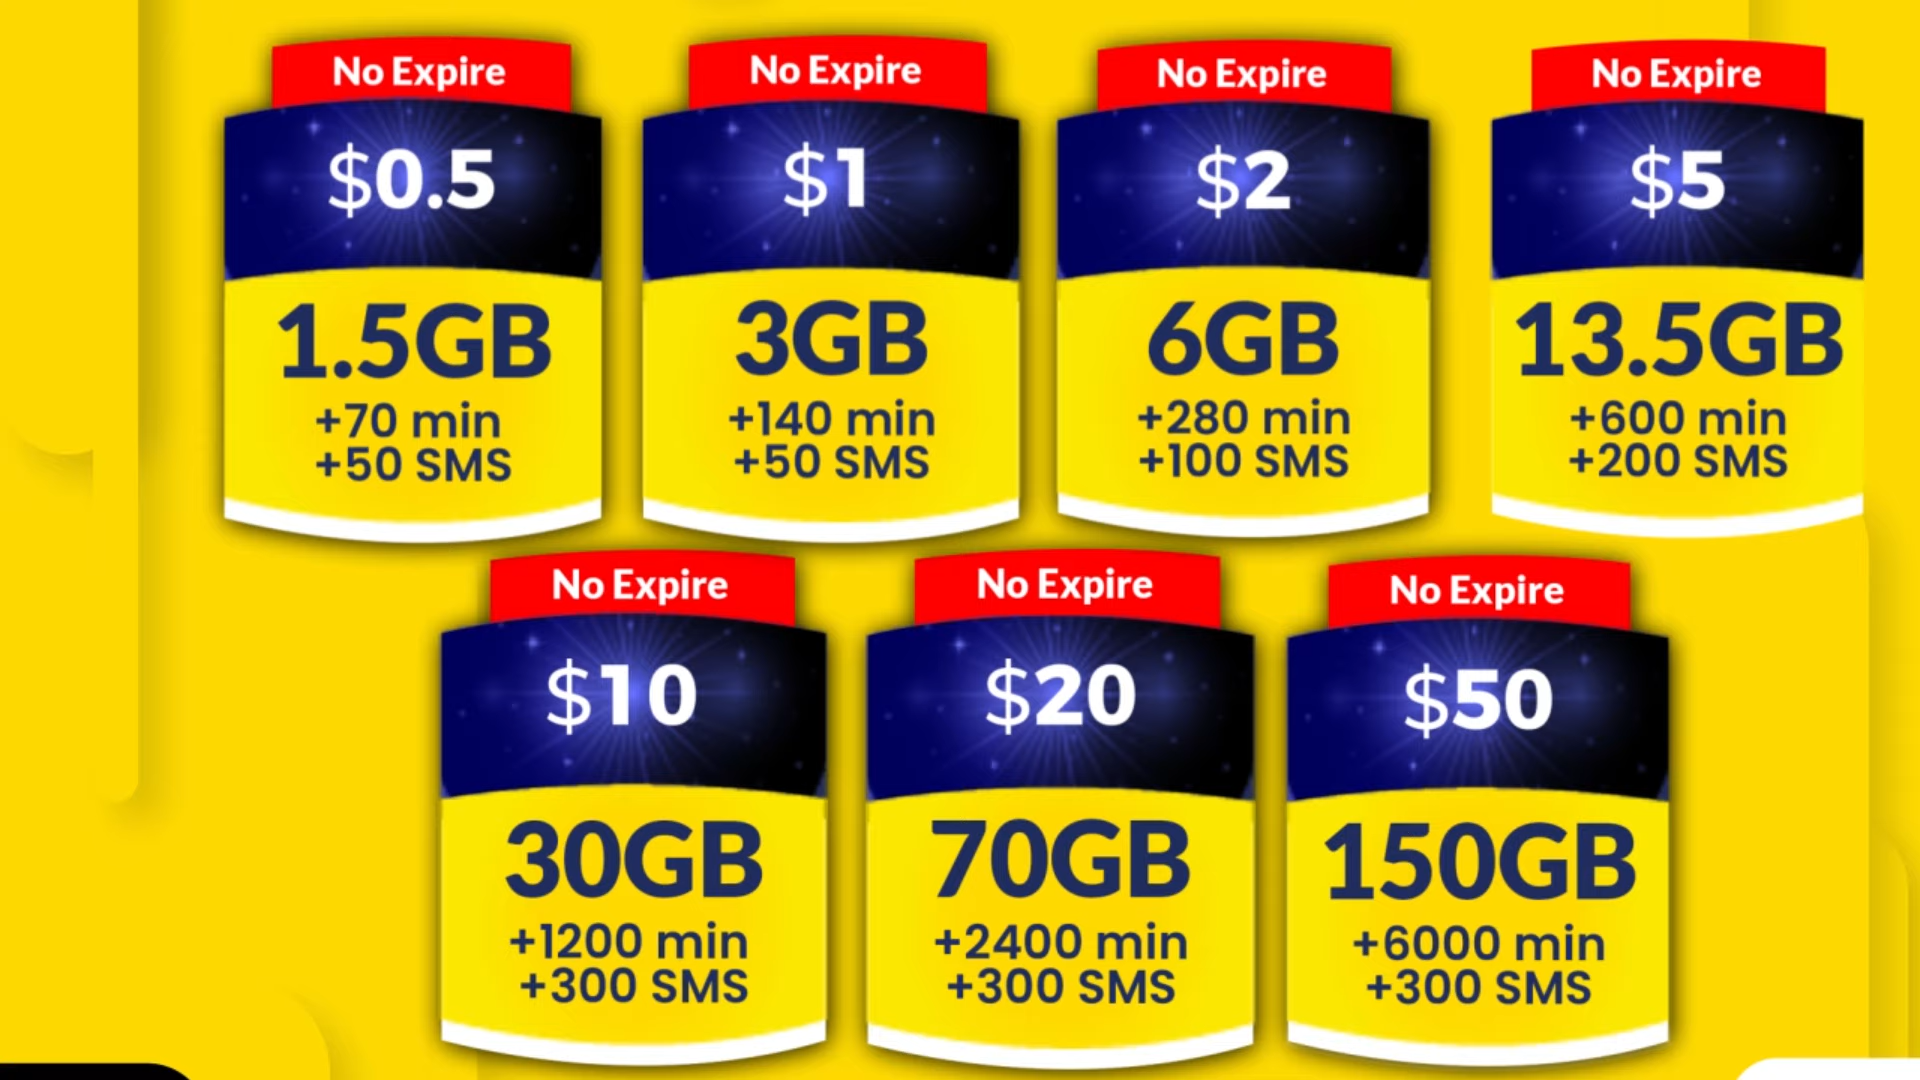 No Expire
$0.5
1.5GB
+70 min
+50 SMS
No Expire
$1
3GB
+140 min
+50 SMS
No Expire
$2
6GB
+280 min
+100 SMS
No Expire
$5
13.5GB
+600 min
+200 SMS
No Expire
$10
30GB
+1200 min
+300 SMS
No Expire
$20
70GB
+2400 min
+300 SMS
No Expire
$50
150GB
+6000 min
+300 SMS